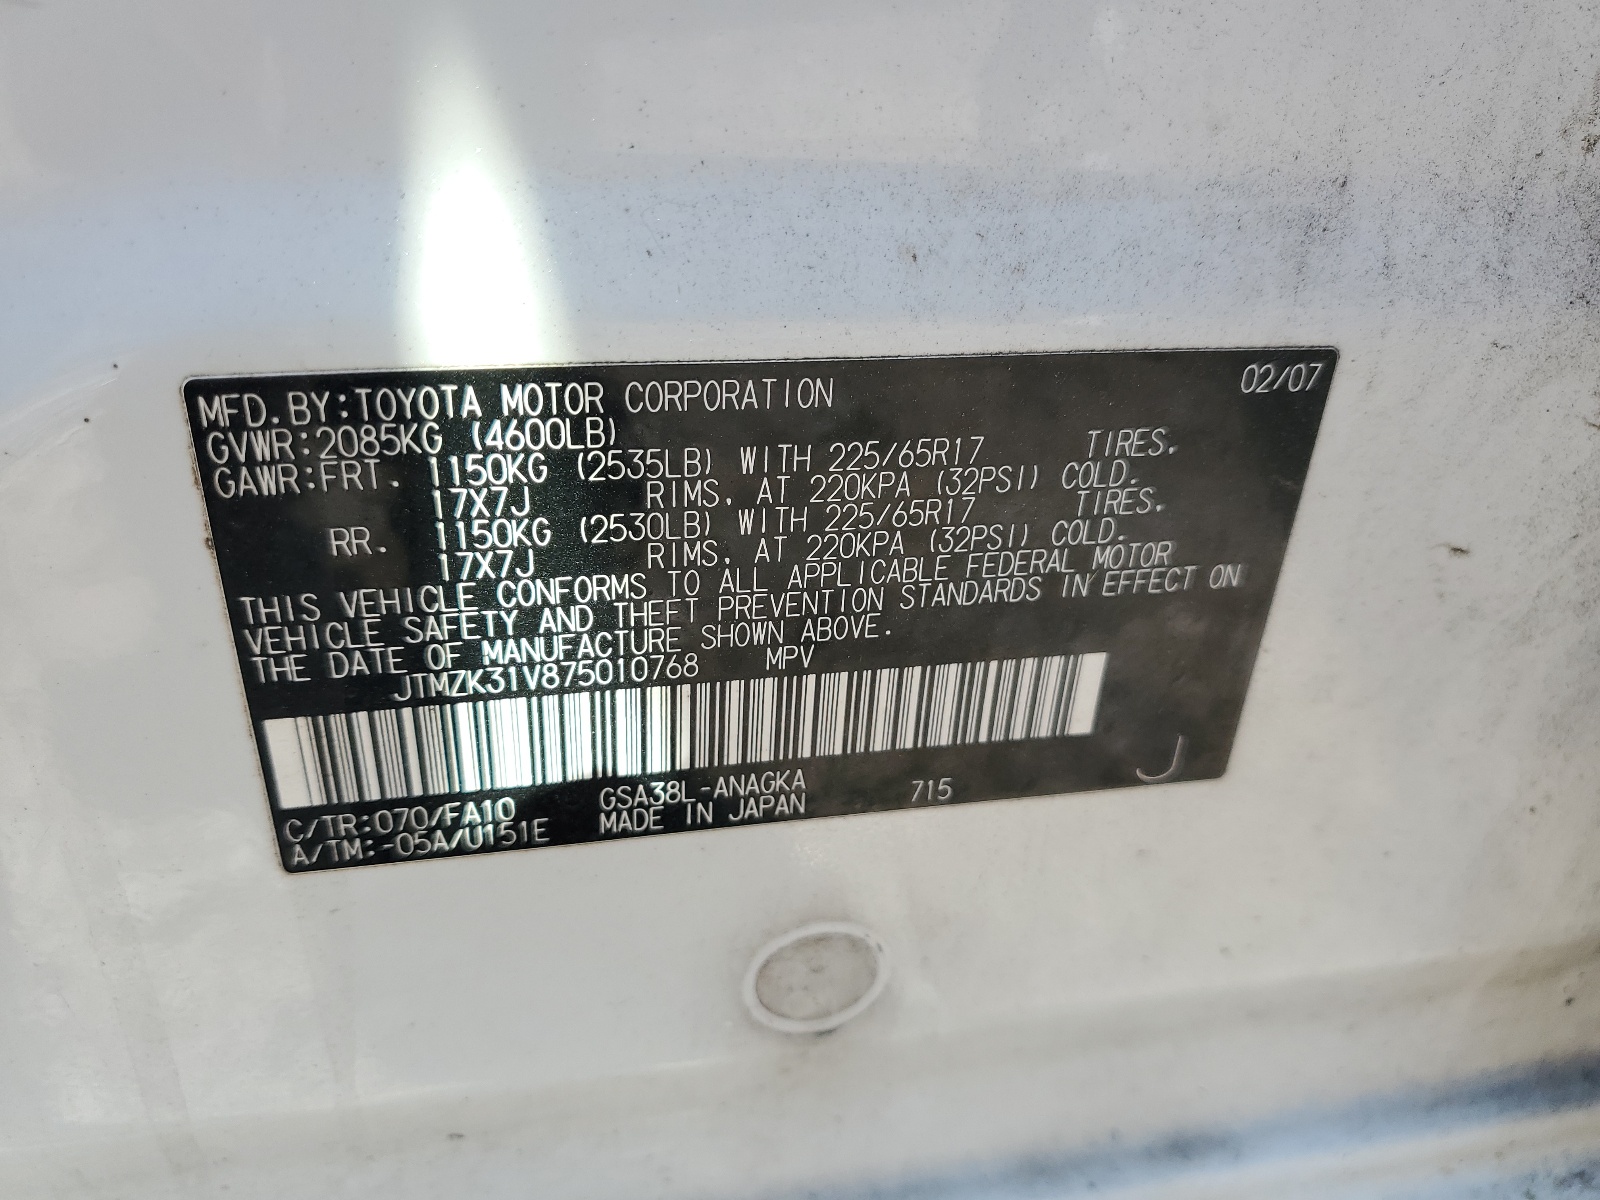 02/07
MFD.BY:TOYOTA MOTOR CORPORATION
GVWR:2085KG (4600LB)
GAWR:FRT. 1150KG (2535LB) WITH 225/65R17 TIRES.
17X7J RIMS, AT 220KPA (32PSI) COLD.
RR. 1150KG (2530LB) WITH 225/65R17 TIRES.
17X7J RIMS, AT 220KPA (32PSI) COLD.
THIS VEHICLE CONFORMS TO ALL APPLICABLE FEDERAL MOTOR
VEHICLE SAFETY AND THEFT PREVENTION STANDARDS IN EFFECT ON
THE DATE OF MANUFACTURE SHOWN ABOVE.
JTMZK31V875010768 MPV
J
C/TR:070/FA10 GSA38L-ANAGKA 715
A/TM:-05A/U151E MADE IN JAPAN